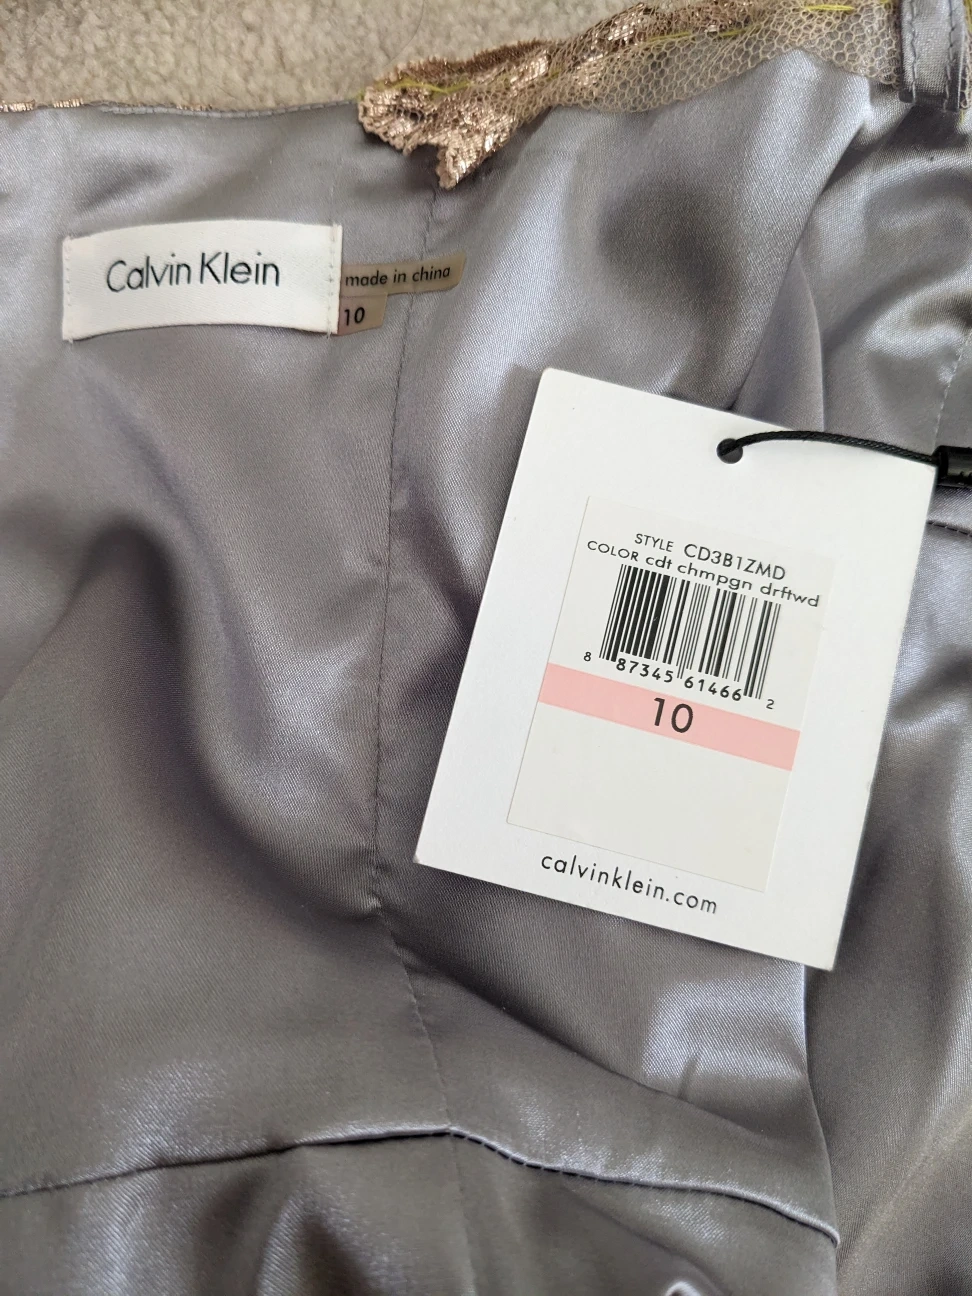 Calvin Klein
made in china
10
STYLE CD3B1ZMD
COLOR cdt chmpgn drftwd
8 87345 61466 2
10
calvinklein.com